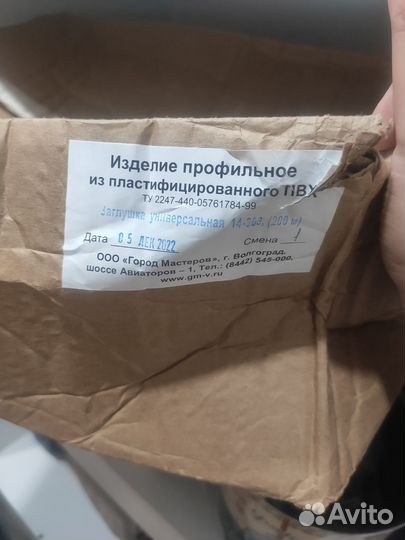 Изделие профильное
из пластифицированного ПВХ
ТУ 2247-440-05761784-99
Заглушка универсальная 14- (200 м)
Дата 05 ДЕК 2022 Смена 1
ООО «Город Мастеров», г. Волгоград,
шоссе Авиаторов – 1, Тел.: (8442) 545-000,
www.gm-v.ru
Avito